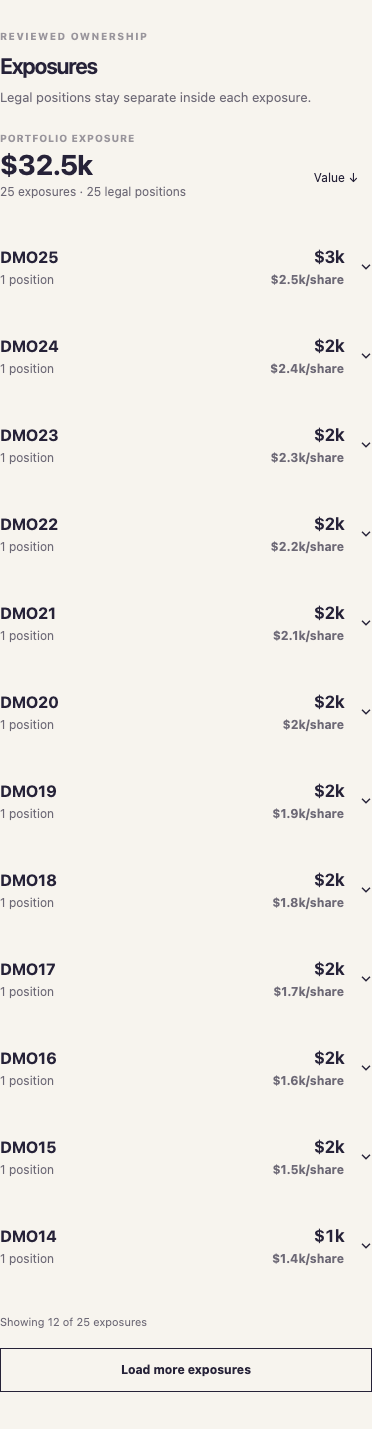 REVIEWED OWNERSHIP
Exposures
Legal positions stay separate inside each exposure.
PORTFOLIO EXPOSURE
$32.5k
25 exposures · 25 legal positions
Value ↓
DMO25
$3k
1 position
$2.5k/share
DMO24
$2k
1 position
$2.4k/share
DMO23
$2k
1 position
$2.3k/share
DMO22
$2k
1 position
$2.2k/share
DMO21
$2k
1 position
$2.1k/share
DMO20
$2k
1 position
$2k/share
DMO19
$2k
1 position
$1.9k/share
DMO18
$2k
1 position
$1.8k/share
DMO17
$2k
1 position
$1.7k/share
DMO16
$2k
1 position
$1.6k/share
DMO15
$2k
1 position
$1.5k/share
DMO14
$1k
1 position
$1.4k/share
Showing 12 of 25 exposures
Load more exposures